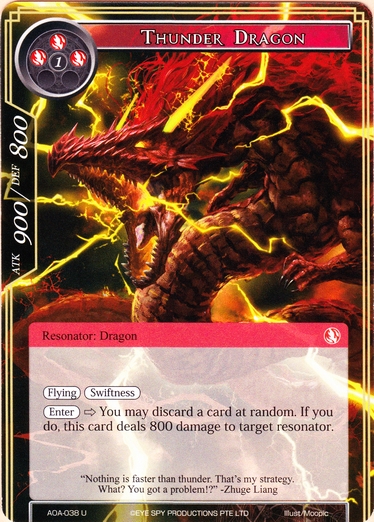 Thunder Dragon
1
ATK 900 / DEF 800
Resonator: Dragon
Flying Swiftness
Enter ⇨ You may discard a card at random. If you
do, this card deals 800 damage to target resonator.
“Nothing is faster than thunder. That's my strategy.
What? You got a problem!?” -Zhuge Liang
AOA-038 U ©EYE SPY PRODUCTIONS PTE LTD Illust/Moopic